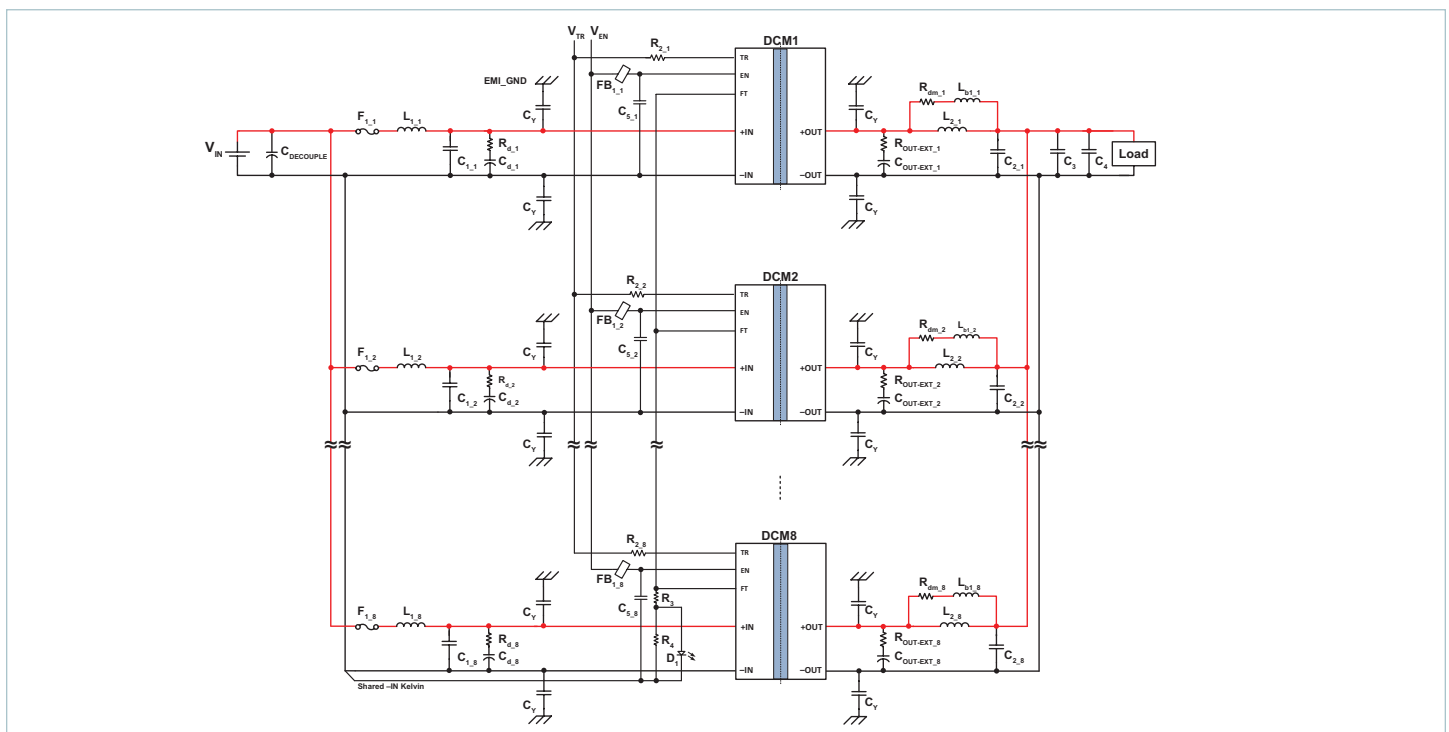 V_TR V_EN
R_2_1
DCM1
TR
EN
FT
+IN
–IN
+OUT
–OUT
EMI_GND
FB_1_1
C_5_1
C_Y
C_Y
F_1_1
L_1_1
V_IN
C_DECOUPLE
C_1_1
R_d_1
C_d_1
C_Y
C_Y
R_dm_1
L_b1_1
L_2_1
R_OUT-EXT_1
C_OUT-EXT_1
C_2_1
C_3
C_4
Load
R_2_2
DCM2
TR
EN
FT
+IN
–IN
+OUT
–OUT
FB_1_2
C_5_2
C_Y
C_Y
F_1_2
L_1_2
C_1_2
R_d_2
C_d_2
C_Y
C_Y
R_dm_2
L_b1_2
L_2_2
R_OUT-EXT_2
C_OUT-EXT_2
C_2_2
R_2_8
DCM8
TR
EN
FT
+IN
–IN
+OUT
–OUT
FB_1_8
C_5_8
R_3
R_4
D_1
C_Y
C_Y
F_1_8
L_1_8
C_1_8
R_d_8
C_d_8
Shared –IN Kelvin
C_Y
C_Y
R_dm_8
L_b1_8
L_2_8
R_OUT-EXT_8
C_OUT-EXT_8
C_2_8